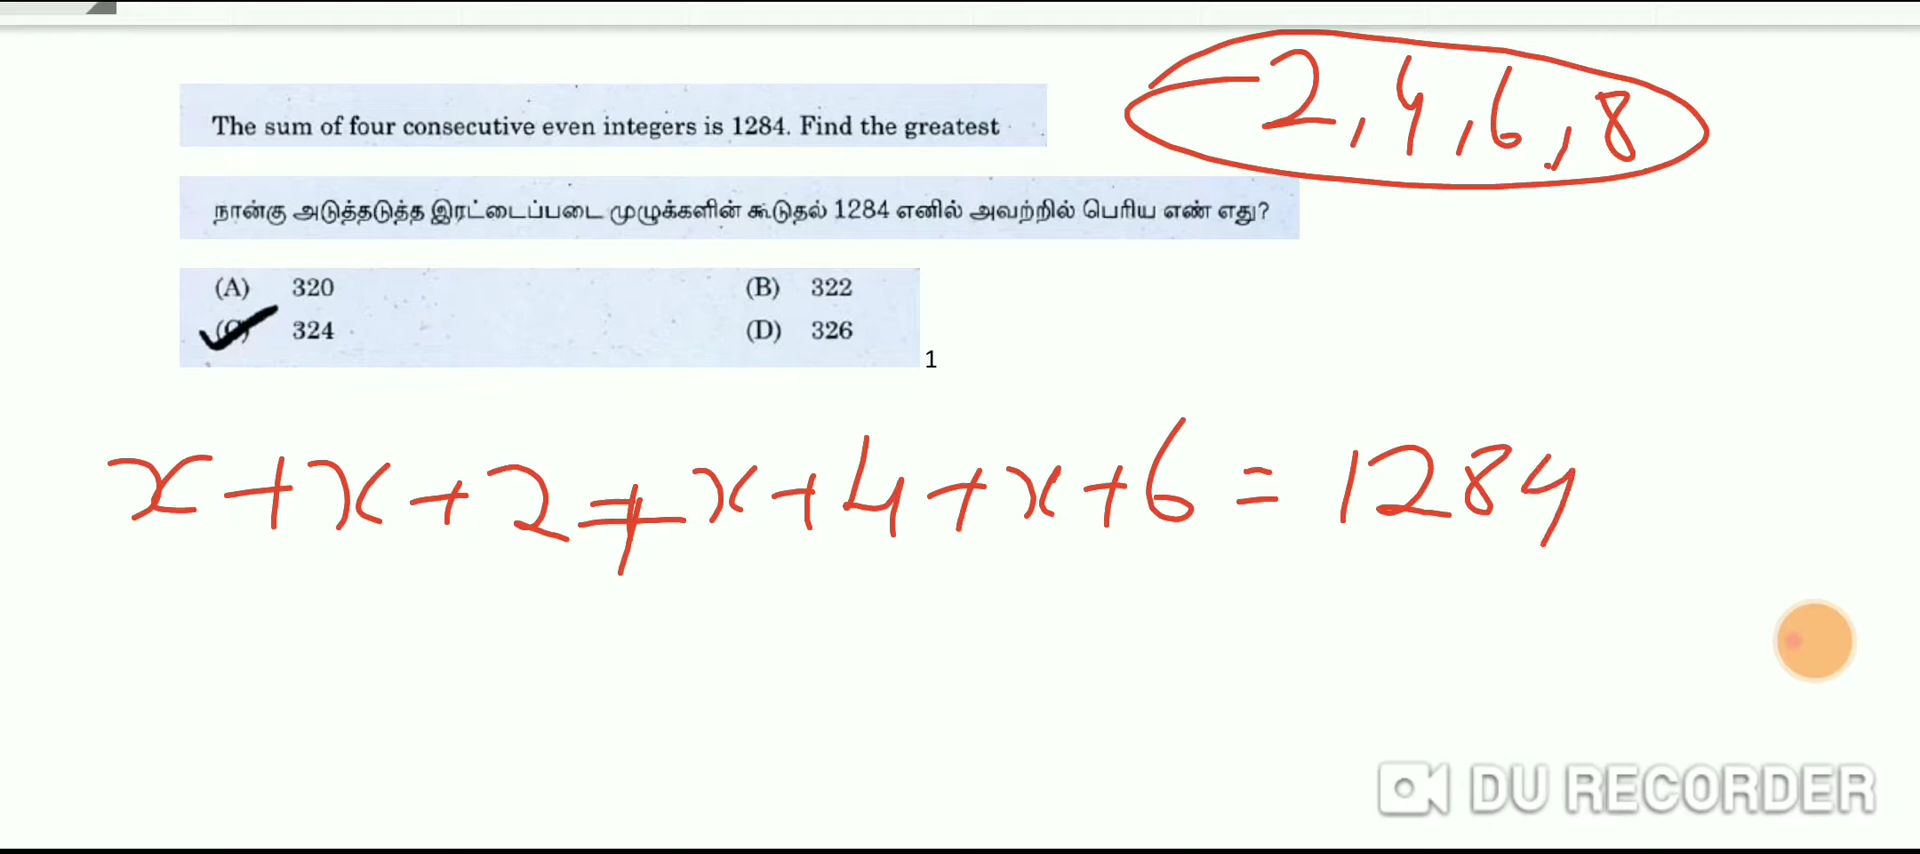 The sum of four consecutive even integers is 1284. Find the greatest
2, 4, 6, 8
நான்கு அடுத்தடுத்த இரட்டைப்படை முழுக்களின் கூடுதல் 1284 எனில் அவற்றில் பெரிய எண் எது?
(A) 320 (B) 322
(C) 324 (D) 326
1
x+x+2+x+4+x+6=1284
DU RECORDER